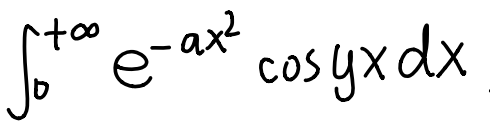 ∫₀^{+∞} e^{-ax²} cos yx dx